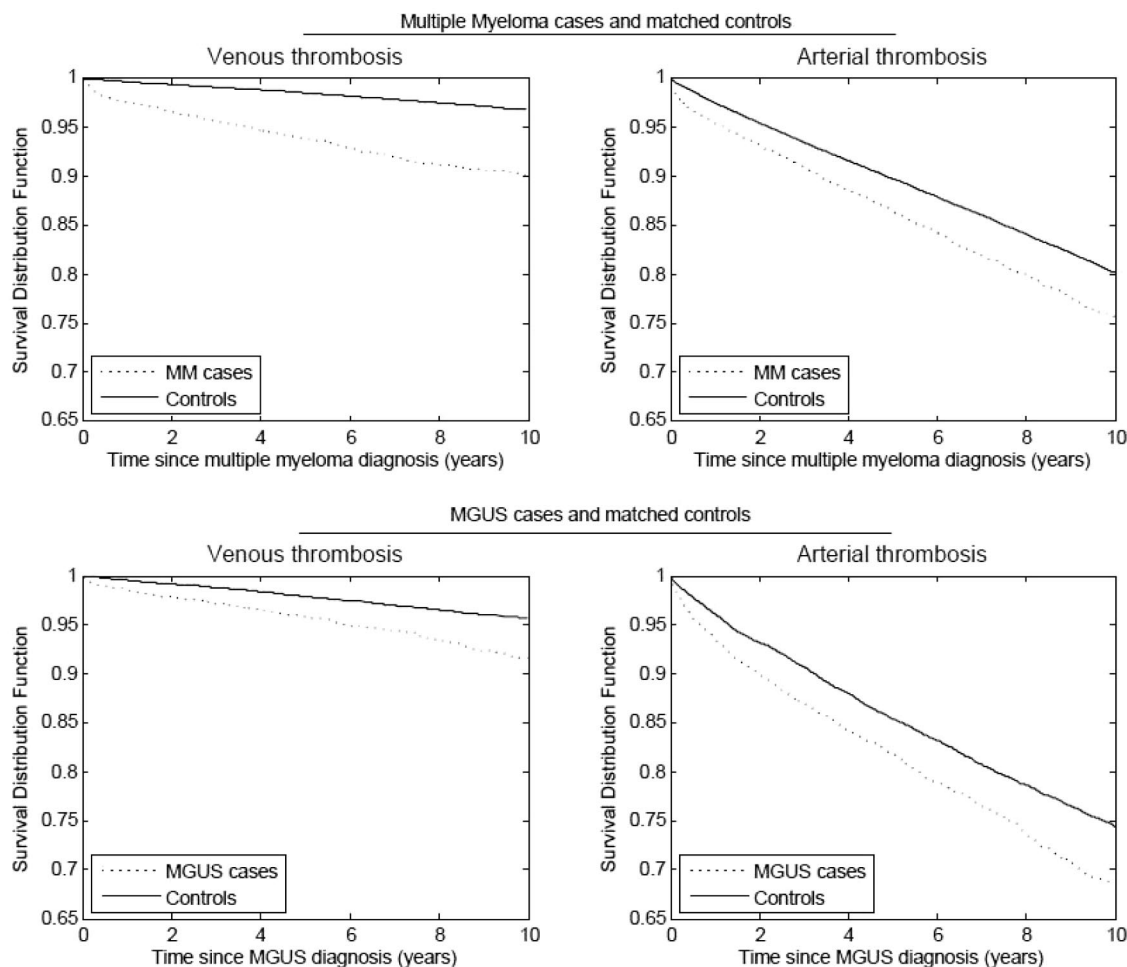 Multiple Myeloma cases and matched controls
Venous thrombosis
1
0.95
0.9
0.85
0.8
0.75
0.7
0.65
Survival Distribution Function
MM cases
Controls
0 2 4 6 8 10
Time since multiple myeloma diagnosis (years)
Arterial thrombosis
1
0.95
0.9
0.85
0.8
0.75
0.7
0.65
Survival Distribution Function
MM cases
Controls
0 2 4 6 8 10
Time since multiple myeloma diagnosis (years)
MGUS cases and matched controls
Venous thrombosis
1
0.95
0.9
0.85
0.8
0.75
0.7
0.65
Survival Distribution Function
MGUS cases
Controls
0 2 4 6 8 10
Time since MGUS diagnosis (years)
Arterial thrombosis
1
0.95
0.9
0.85
0.8
0.75
0.7
0.65
Survival Distribution Function
MGUS cases
Controls
0 2 4 6 8 10
Time since MGUS diagnosis (years)